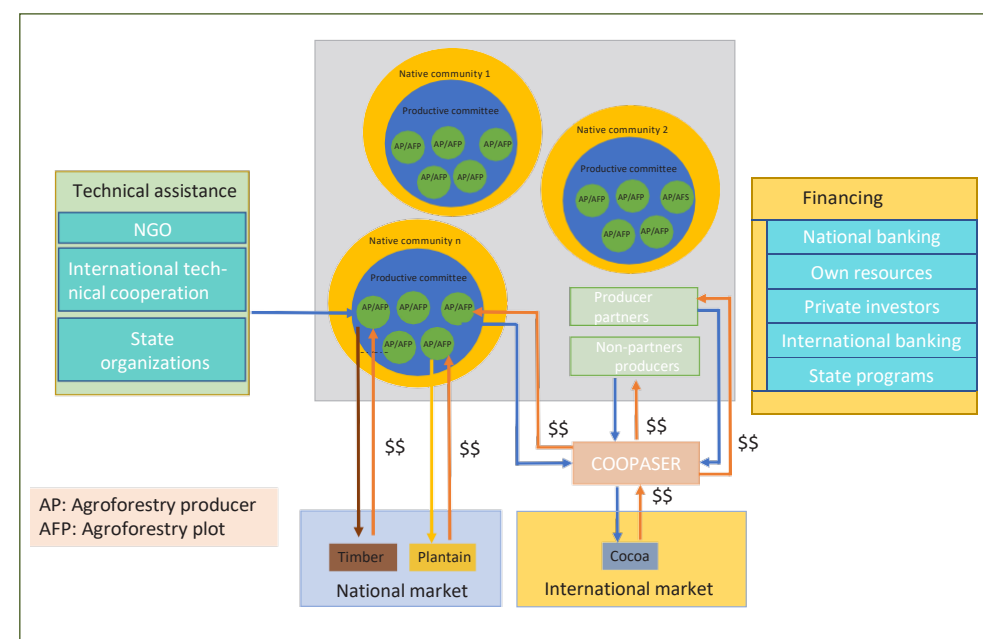 Native community 1
Productive committee
AP/AFP
AP/AFP
AP/AFP
AP/AFP
AP/AFP
Native community 2
Productive committee
AP/AFP
AP/AFP
AP/AFS
AP/AFP
AP/AFP
Technical assistance
NGO
International tech-
nical cooperation
State
organizations
Native community n
Productive committee
AP/AFP
AP/AFP
AP/AFP
AP/AFP
AP/AFP
Producer
partners
Non-partners
producers
Financing
National banking
Own resources
Private investors
International banking
State programs
$$
$$
$$
$$
$$
COOPASER
$$
AP: Agroforestry producer
AFP: Agroforestry plot
Timber
Plantain
National market
Cocoa
International market